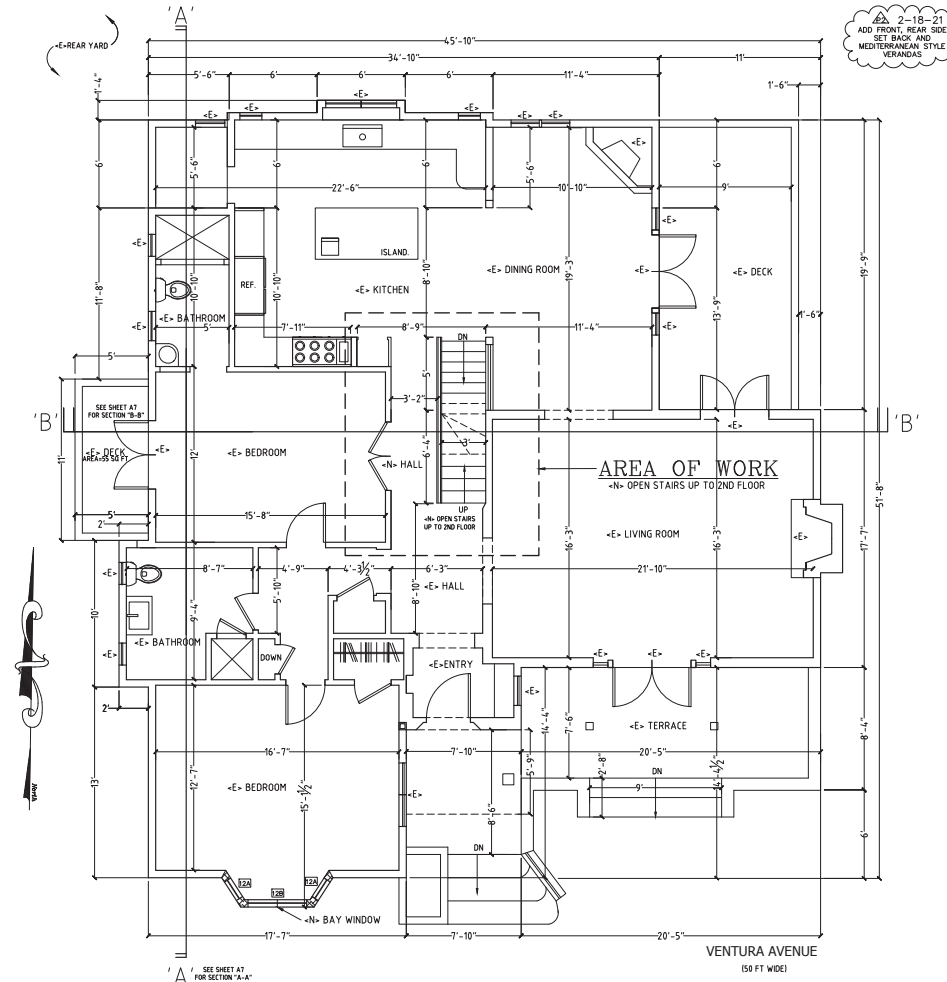 'A'
P2 2-18-21
ADD FRONT, REAR SIDE
SET BACK AND
MEDITERRANEAN STYLE
VERANDAS
<E>REAR YARD
45'-10"
34'-10"
11'
5'-6"
6'
6'
6'
11'-4"
1'-6"
1'-4"
<E>
<E>
<E>
<E>
<E>
<E>
<E>
6'
5'-6"
6'
6'
5'-6"
6'
22'-6"
10'-10"
9'
<E>
<E>
ISLAND.
<E> DINING ROOM
19'-3"
<E>
<E> DECK
19'-9"
REF.
<E> KITCHEN
8'-10"
11'-8"
10'-10"
10'-10"
13'-9"
1'-6"
<E>
<E> BATHROOM
5'
7'-11"
8'-9"
11'-4"
<E>
DN
5'
5'
3'-2"
SEE SHEET A7
FOR SECTION "B-B"
'B'
'B'
<E>
<E> DECK
AREA=55 SQ FT.
<E>
12'
<E> BEDROOM
<N> HALL
6'-4"
3'
11'
AREA OF WORK
<N> OPEN STAIRS UP TO 2ND FLOOR
51'-8"
5'
15'-8"
UP
<N> OPEN STAIRS
UP TO 2ND FLOOR
2'
16'-3"
<E> LIVING ROOM
16'-3"
<E>
17'-7"
<E>
8'-7"
4'-9"
4'-3 1/2"
6'-3"
21'-10"
<E> HALL
5'-10"
8'-10"
9'-4"
10'
<E> BATHROOM
<E>
DOWN
<E>ENTRY
<E>
<E>
<E>
2'
14'-4"
7'-6"
<E> TERRACE
8'-4"
16'-7"
7'-10"
20'-5"
5'-9"
2'-8"
DN
14'-4 1/2"
North
13'
12'-7"
<E> BEDROOM
15'-1 1/2"
<E>
9'
8'-6"
6'
DN
12A
12B
12A
<N> BAY WINDOW
17'-7"
7'-10"
20'-5"
VENTURA AVENUE
(50 FT WIDE)
'A'
SEE SHEET A7
FOR SECTION "A-A"